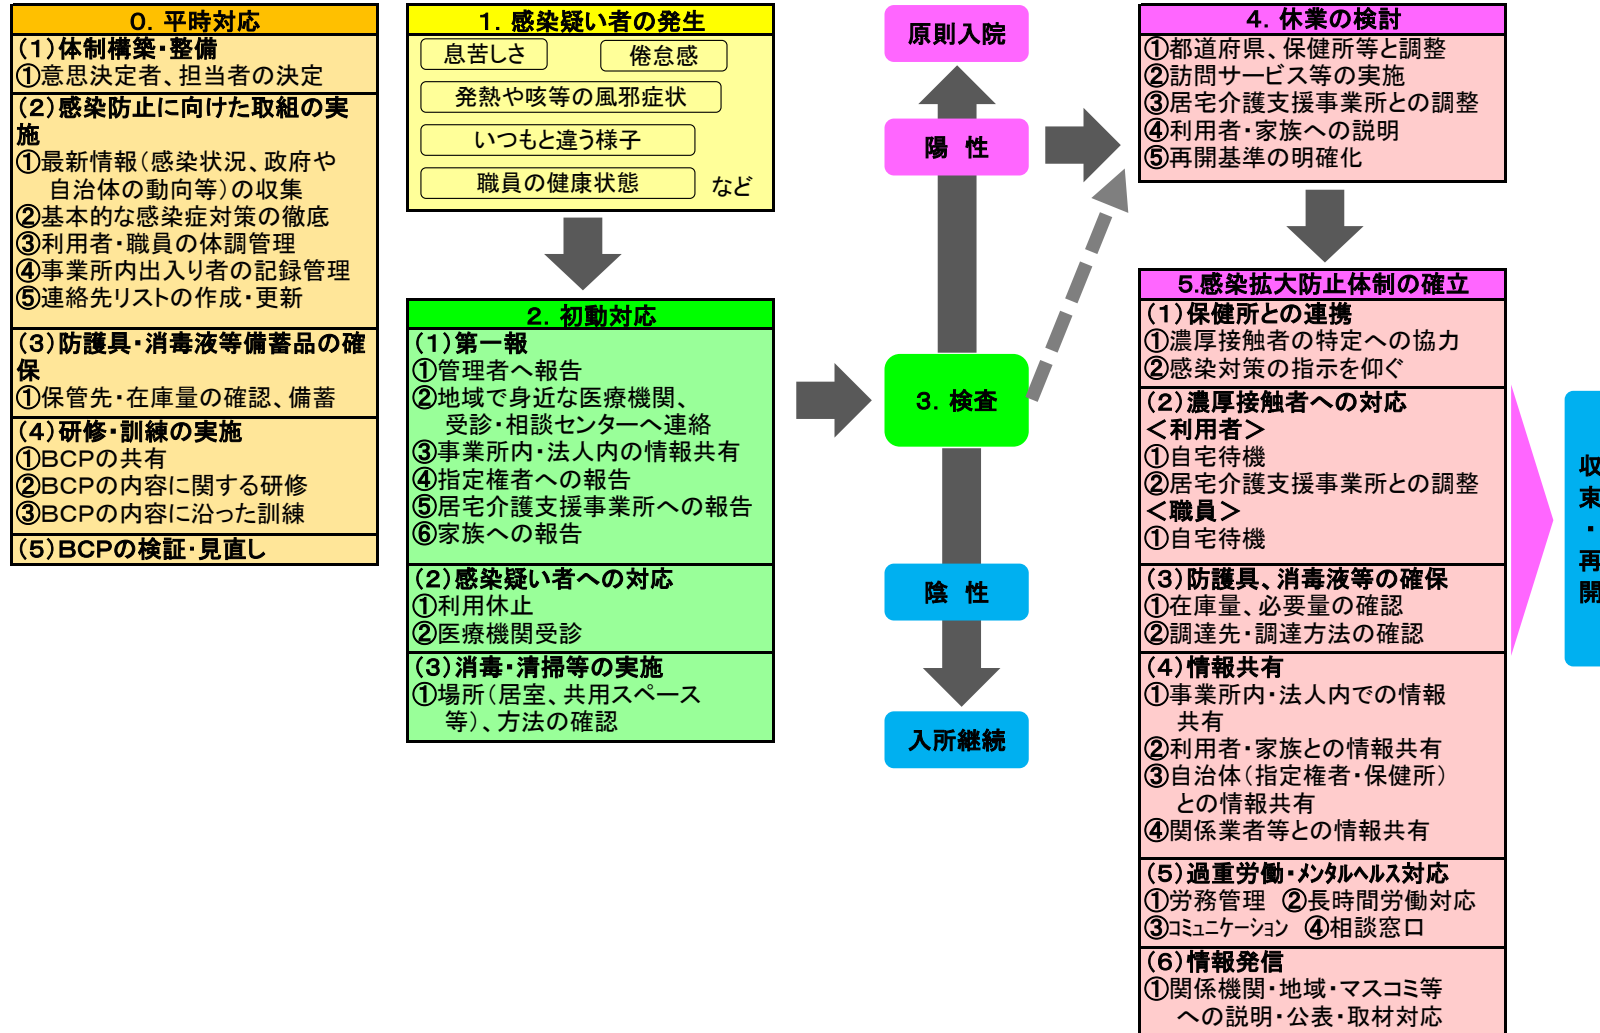 0．平時対応
（1）体制構築・整備
①意思決定者、担当者の決定
（2）感染防止に向けた取組の実
施
①最新情報（感染状況、政府や
自治体の動向等）の収集
②基本的な感染症対策の徹底
③利用者・職員の体調管理
④事業所内出入り者の記録管理
⑤連絡先リストの作成・更新
（3）防護具・消毒液等備蓄品の確
保
①保管先・在庫量の確認、備蓄
（4）研修・訓練の実施
①BCPの共有
②BCPの内容に関する研修
③BCPの内容に沿った訓練
（5）BCPの検証・見直し
1．感染疑い者の発生
息苦しさ
倦怠感
発熱や咳等の風邪症状
いつもと違う様子
職員の健康状態
など
2．初動対応
（1）第一報
①管理者へ報告
②地域で身近な医療機関、
受診・相談センターへ連絡
③事業所内・法人内の情報共有
④指定権者への報告
⑤居宅介護支援事業所への報告
⑥家族への報告
（2）感染疑い者への対応
①利用休止
②医療機関受診
（3）消毒・清掃等の実施
①場所（居室、共用スペース
等）、方法の確認
原則入院
陽 性
3．検査
陰 性
入所継続
4．休業の検討
①都道府県、保健所等と調整
②訪問サービス等の実施
③居宅介護支援事業所との調整
④利用者・家族への説明
⑤再開基準の明確化
5.感染拡大防止体制の確立
（1）保健所との連携
①濃厚接触者の特定への協力
②感染対策の指示を仰ぐ
（2）濃厚接触者への対応
＜利用者＞
①自宅待機
②居宅介護支援事業所との調整
＜職員＞
①自宅待機
（3）防護具、消毒液等の確保
①在庫量、必要量の確認
②調達先・調達方法の確認
（4）情報共有
①事業所内・法人内での情報
共有
②利用者・家族との情報共有
③自治体（指定権者・保健所）
との情報共有
④関係業者等との情報共有
（5）過重労働・メンタルヘルス対応
①労務管理 ②長時間労働対応
③コミュニケーション ④相談窓口
（6）情報発信
①関係機関・地域・マスコミ等
への説明・公表・取材対応
収
束
・
再
開